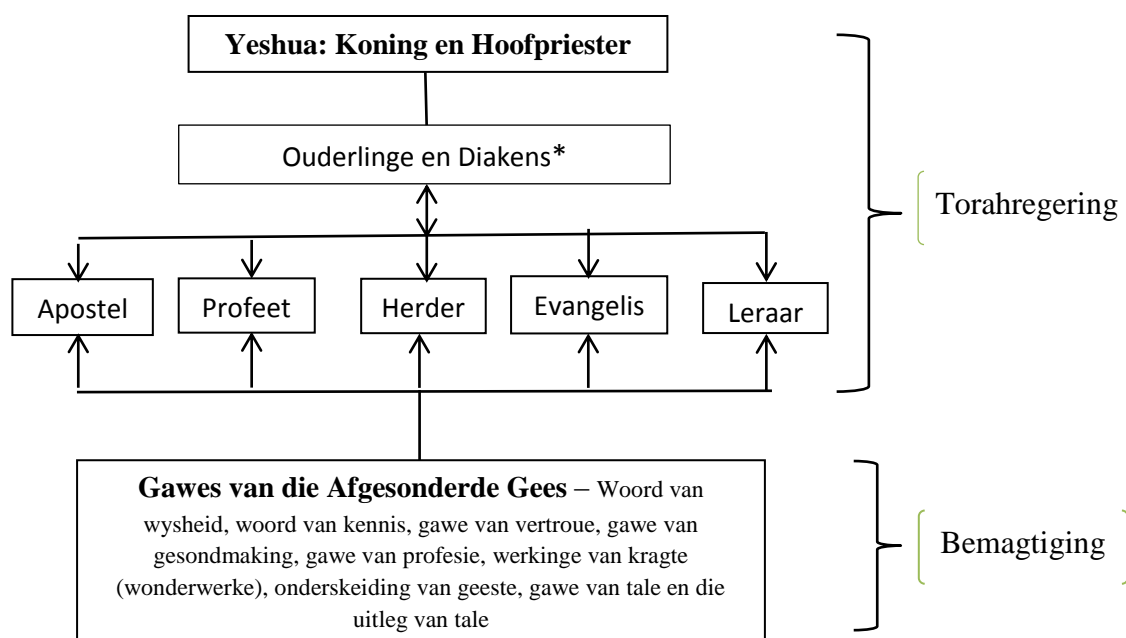 Yeshua: Koning en Hoofpriester
Ouderlinge en Diakens*
Torahregering
Apostel
Profeet
Herder
Evangelis
Leraar
Gawes van die Afgesonderde Gees – Woord van
wysheid, woord van kennis, gawe van vertroue, gawe van
gesondmaking, gawe van profesie, werkinge van kragte
(wonderwerke), onderskeiding van geeste, gawe van tale en die
uitleg van tale
Bemagtiging